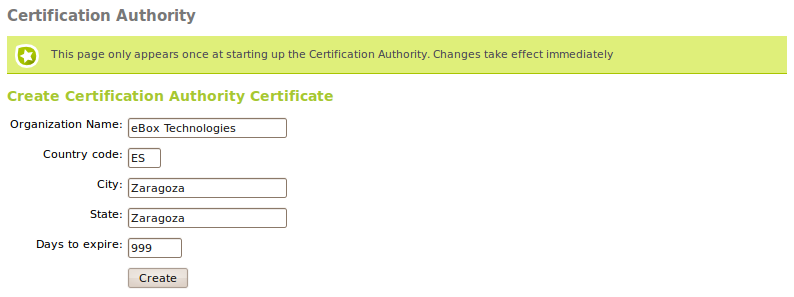 Certification Authority
This page only appears once at starting up the Certification Authority. Changes take effect immediately
Create Certification Authority Certificate
Organization Name: eBox Technologies
Country code: ES
City: Zaragoza
State: Zaragoza
Days to expire: 999
Create